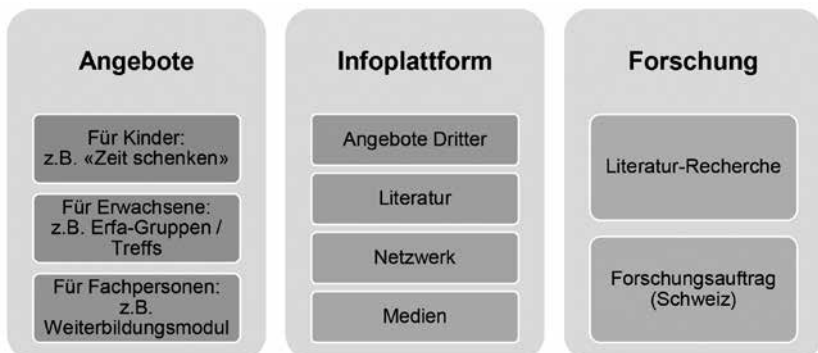 Angebote
Für Kinder:
z.B. «Zeit schenken»
Für Erwachsene:
z.B. Erfa-Gruppen /
Treffs
Für Fachpersonen:
z.B.
Weiterbildungsmodul
Infoplattform
Angebote Dritter
Literatur
Netzwerk
Medien
Forschung
Literatur-Recherche
Forschungsauftrag
(Schweiz)